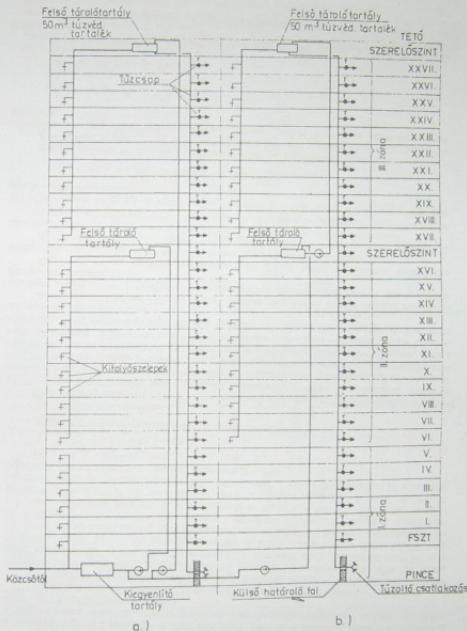 Felső tárolótartály
50 m³ tűzvéd. tartalék
Felső tároló tartály
50 m³ tűzvéd. tartalék
TETŐ
SZERELŐSZINT
Tűzcsap
XXVII.
XXVI.
XXV.
XXIV.
XXIII.
XXII.
XXI.
XX.
XIX.
XVIII.
XVII.
III. zóna
Felső tároló
tartály
Felső tároló
tartály
SZERELŐSZINT
XVI.
XV.
XIV.
XIII.
XII.
XI.
X.
IX.
VIII.
VII.
VI.
II. zóna
Kifolyószelepek
V.
IV.
III.
II.
I.
FSZT
I. zóna
PINCE
Közcsőtől
Kiegyenlítő
tartály
Külső határoló fal
Tűzoltó csatlakozás
a.)
b.)